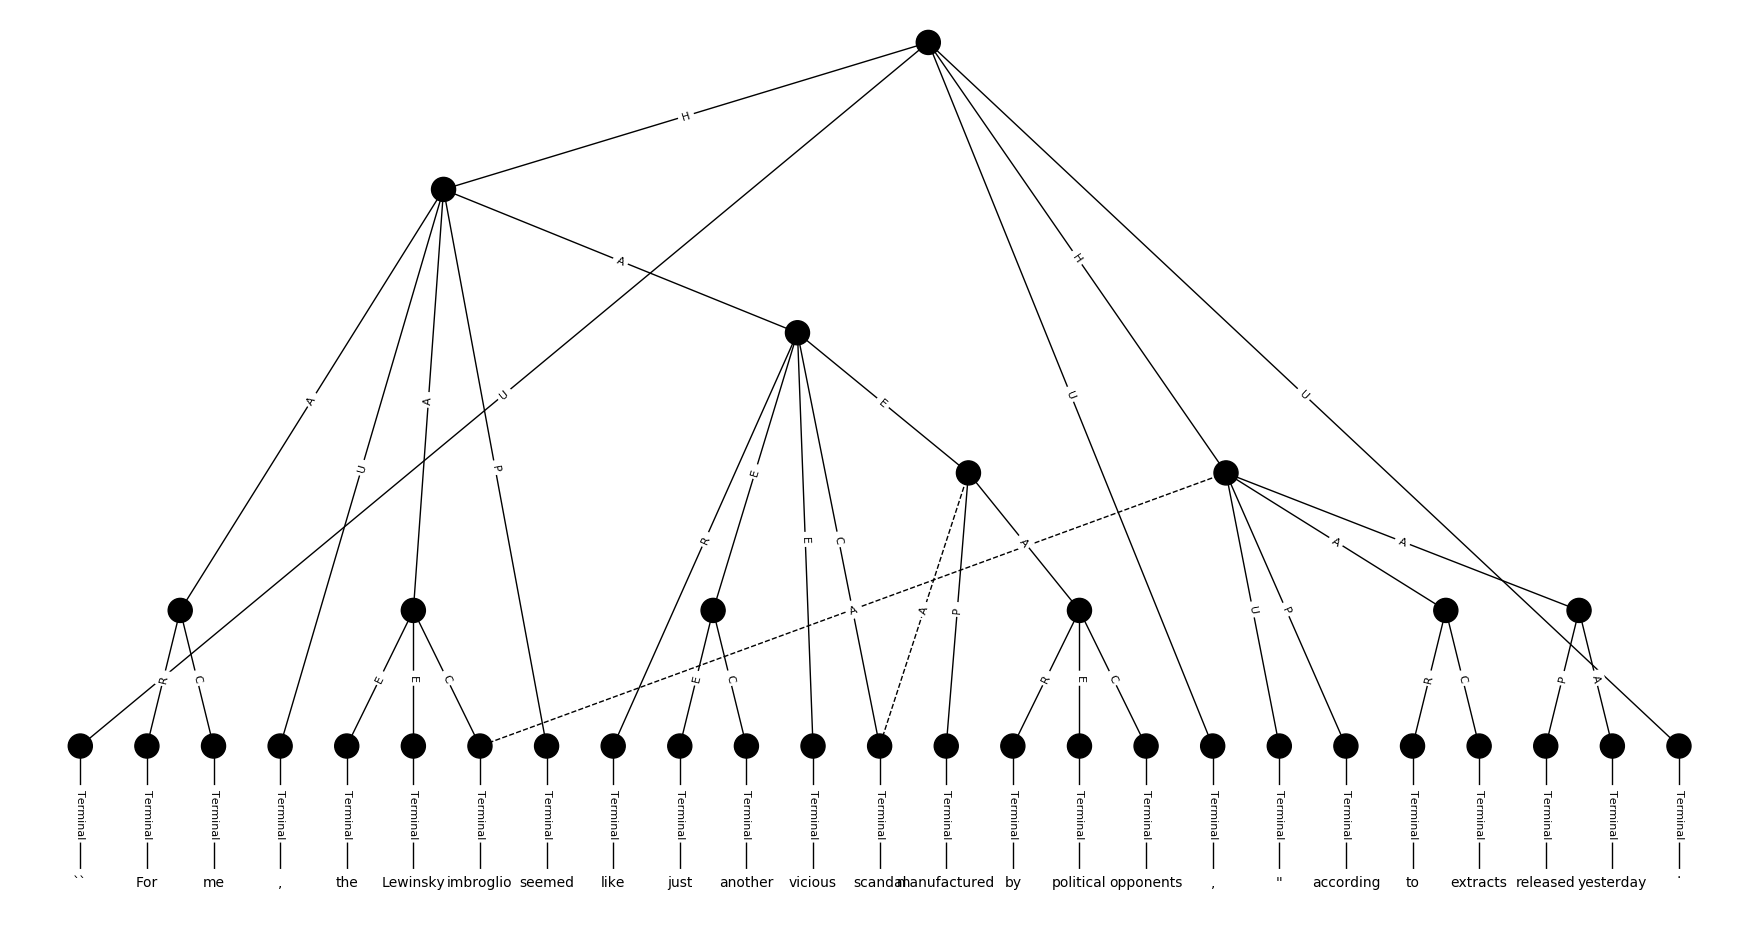 H
A
A
H
E
A
U
U
U
A
A
U
P
E
R
E
C
A
A
A
A
A
P
U
P
R
C
E
E
C
E
C
R
E
C
R
C
P
A
Terminal Terminal Terminal Terminal Terminal Terminal Terminal Terminal Terminal Terminal Terminal Terminal Terminal Terminal Terminal Terminal Terminal Terminal Terminal Terminal Terminal Terminal Terminal Terminal Terminal
`` For me , the Lewinsky imbroglio seemed like just another vicious scandal manufactured by political opponents , " according to extracts released yesterday .